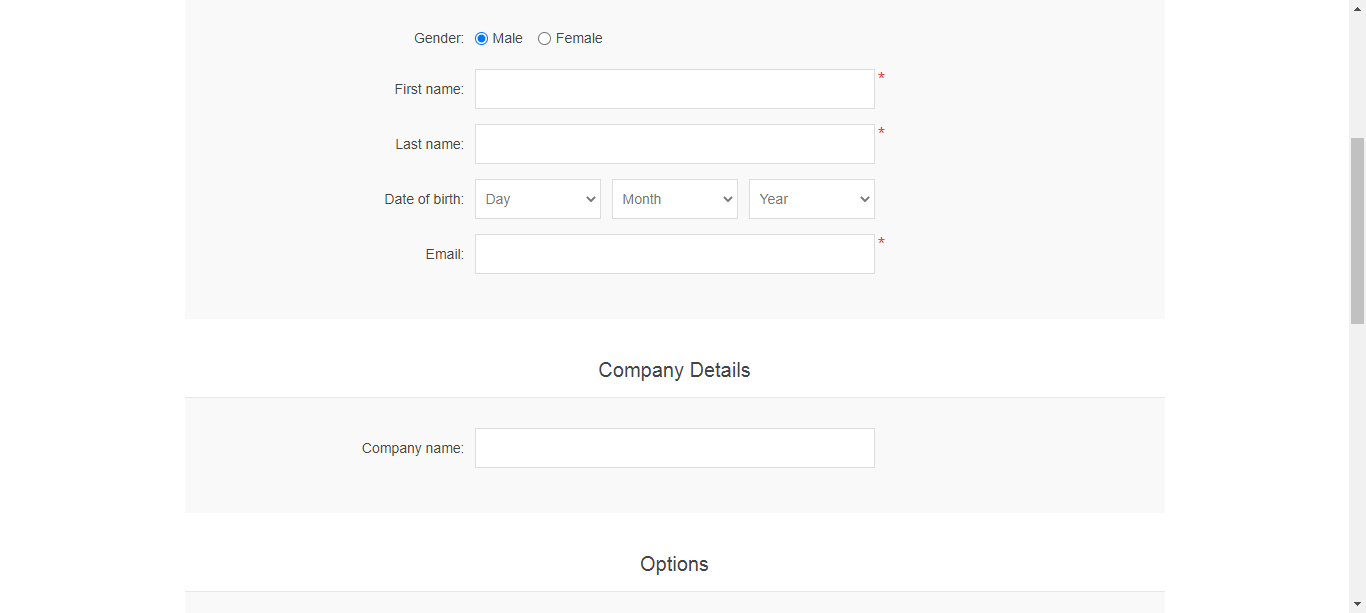 Gender: Male Female
First name: *
Last name: *
Date of birth: Day Month Year
Email: *
Company Details
Company name:
Options